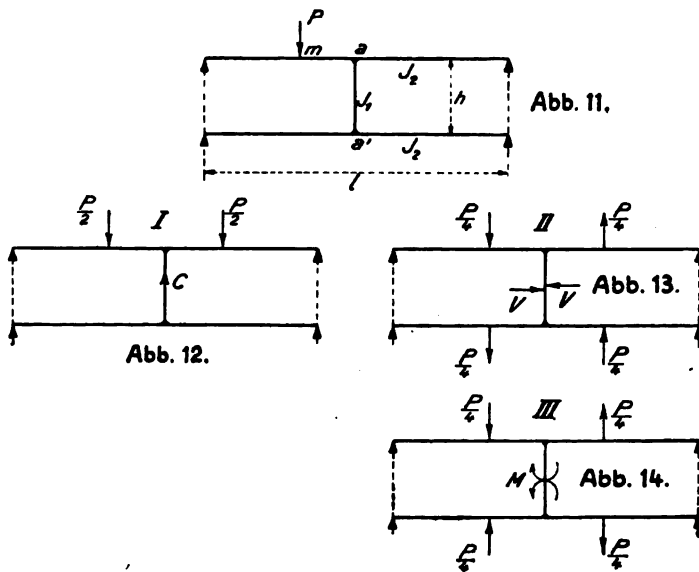 P
m a
J₂
J₁ h
Abb. 11.
a' J₂
l
P/2 I P/2
C
Abb. 12.
P/4 II P/4
V V Abb. 13.
P/4 P/4
P/4 III P/4
M Abb. 14.
P/4 P/4